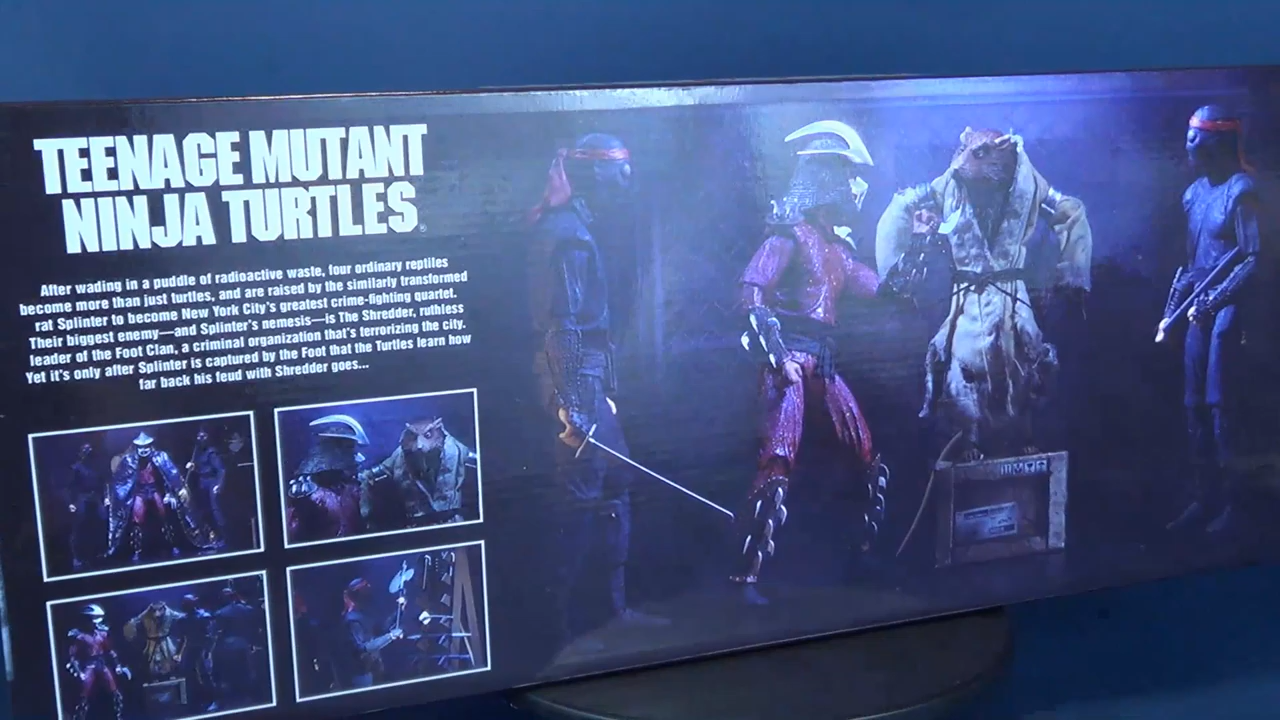 TEENAGE MUTANT
NINJA TURTLES®
After wading in a puddle of radioactive waste, four ordinary reptiles
become more than just turtles, and are raised by the similarly transformed
rat Splinter to become New York City's greatest crime-fighting quartet.
Their biggest enemy—and Splinter's nemesis—is The Shredder, ruthless
leader of the Foot Clan, a criminal organization that's terrorizing the city.
Yet it's only after Splinter is captured by the Foot that the Turtles learn how
far back his feud with Shredder goes...